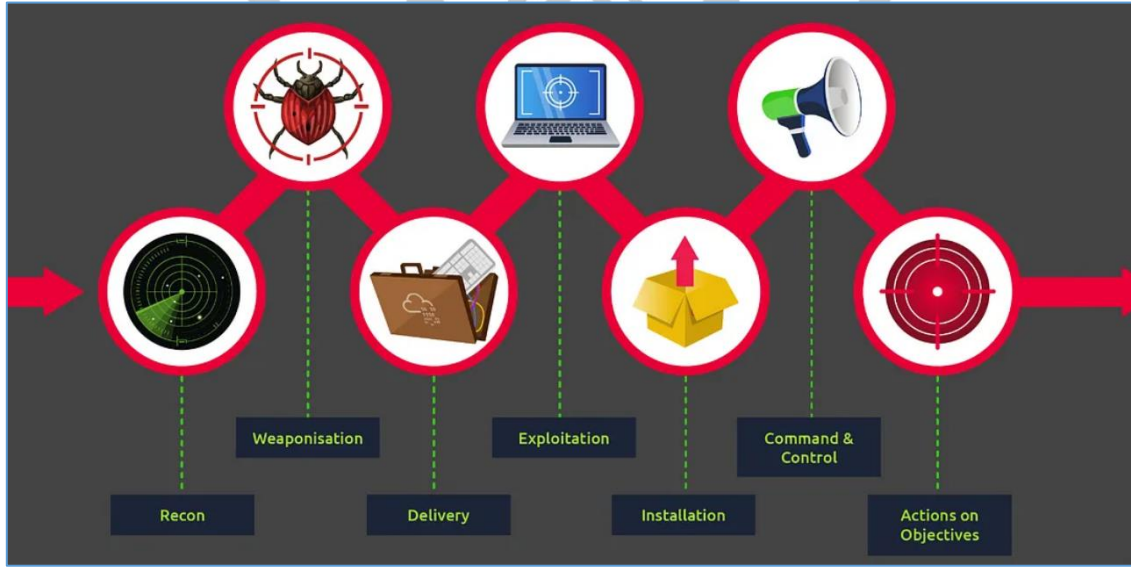 Recon
Weaponisation
Delivery
Exploitation
Installation
Command &
Control
Actions on
Objectives